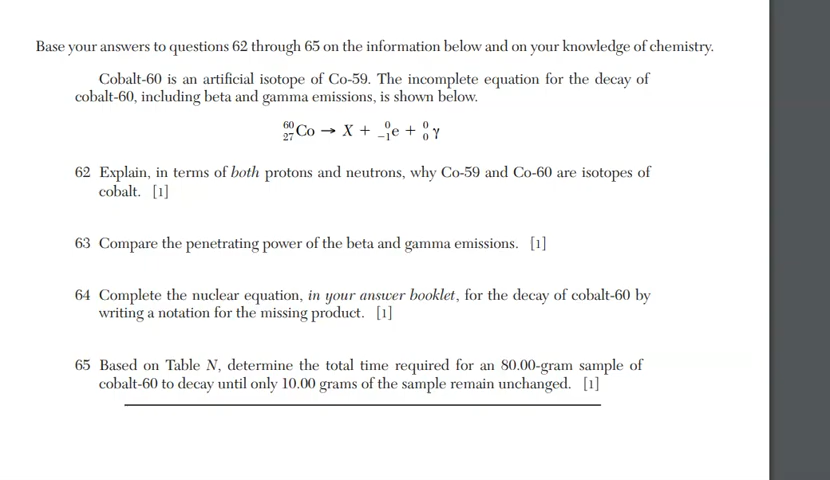 Base your answers to questions 62 through 65 on the information below and on your knowledge of chemistry.
Cobalt-60 is an artificial isotope of Co-59. The incomplete equation for the decay of
cobalt-60, including beta and gamma emissions, is shown below.
⁶⁰₂₇Co → X + ⁰₋₁e + ⁰₀γ
62 Explain, in terms of both protons and neutrons, why Co-59 and Co-60 are isotopes of
cobalt. [1]
63 Compare the penetrating power of the beta and gamma emissions. [1]
64 Complete the nuclear equation, in your answer booklet, for the decay of cobalt-60 by
writing a notation for the missing product. [1]
65 Based on Table N, determine the total time required for an 80.00-gram sample of
cobalt-60 to decay until only 10.00 grams of the sample remain unchanged. [1]